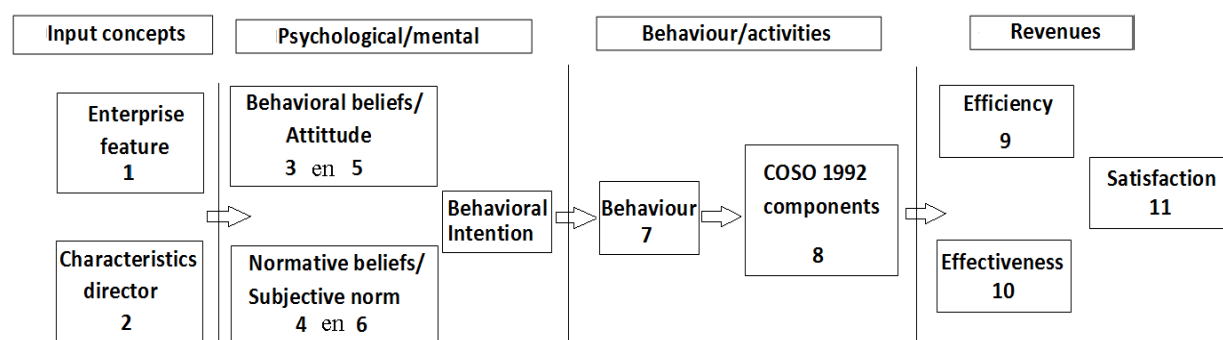 Input concepts
Psychological/mental
Behaviour/activities
Revenues
Enterprise
feature
1
Characteristics
director
2
Behavioral beliefs/
Attittude
3 en 5
Normative beliefs/
Subjective norm
4 en 6
Behavioral
Intention
Behaviour
7
COSO 1992
components
8
Efficiency
9
Effectiveness
10
Satisfaction
11